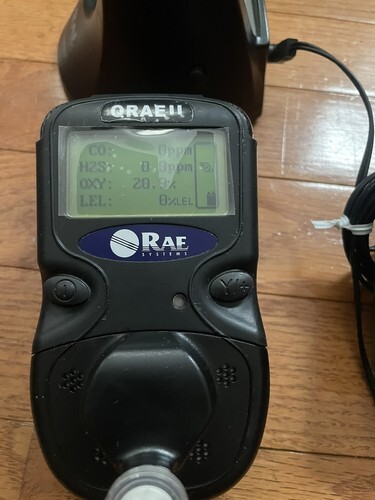 QRAE II
CO: 0ppm
H2S: 0.0ppm
OXY: 20.9%
LEL: 0%LEL
RAE
SYSTEMS
Y/+